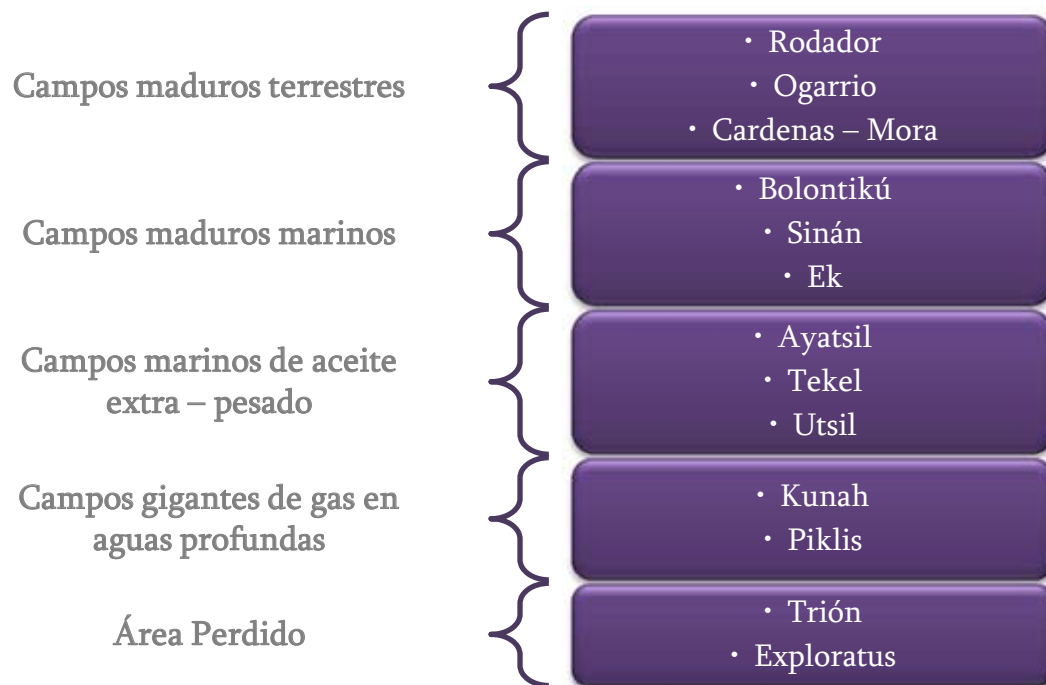 Campos maduros terrestres
· Rodador
· Ogarrio
· Cardenas – Mora
Campos maduros marinos
· Bolontikú
· Sinán
· Ek
Campos marinos de aceite
extra – pesado
· Ayatsil
· Tekel
· Utsil
Campos gigantes de gas en
aguas profundas
· Kunah
· Piklis
Área Perdido
· Trión
· Exploratus